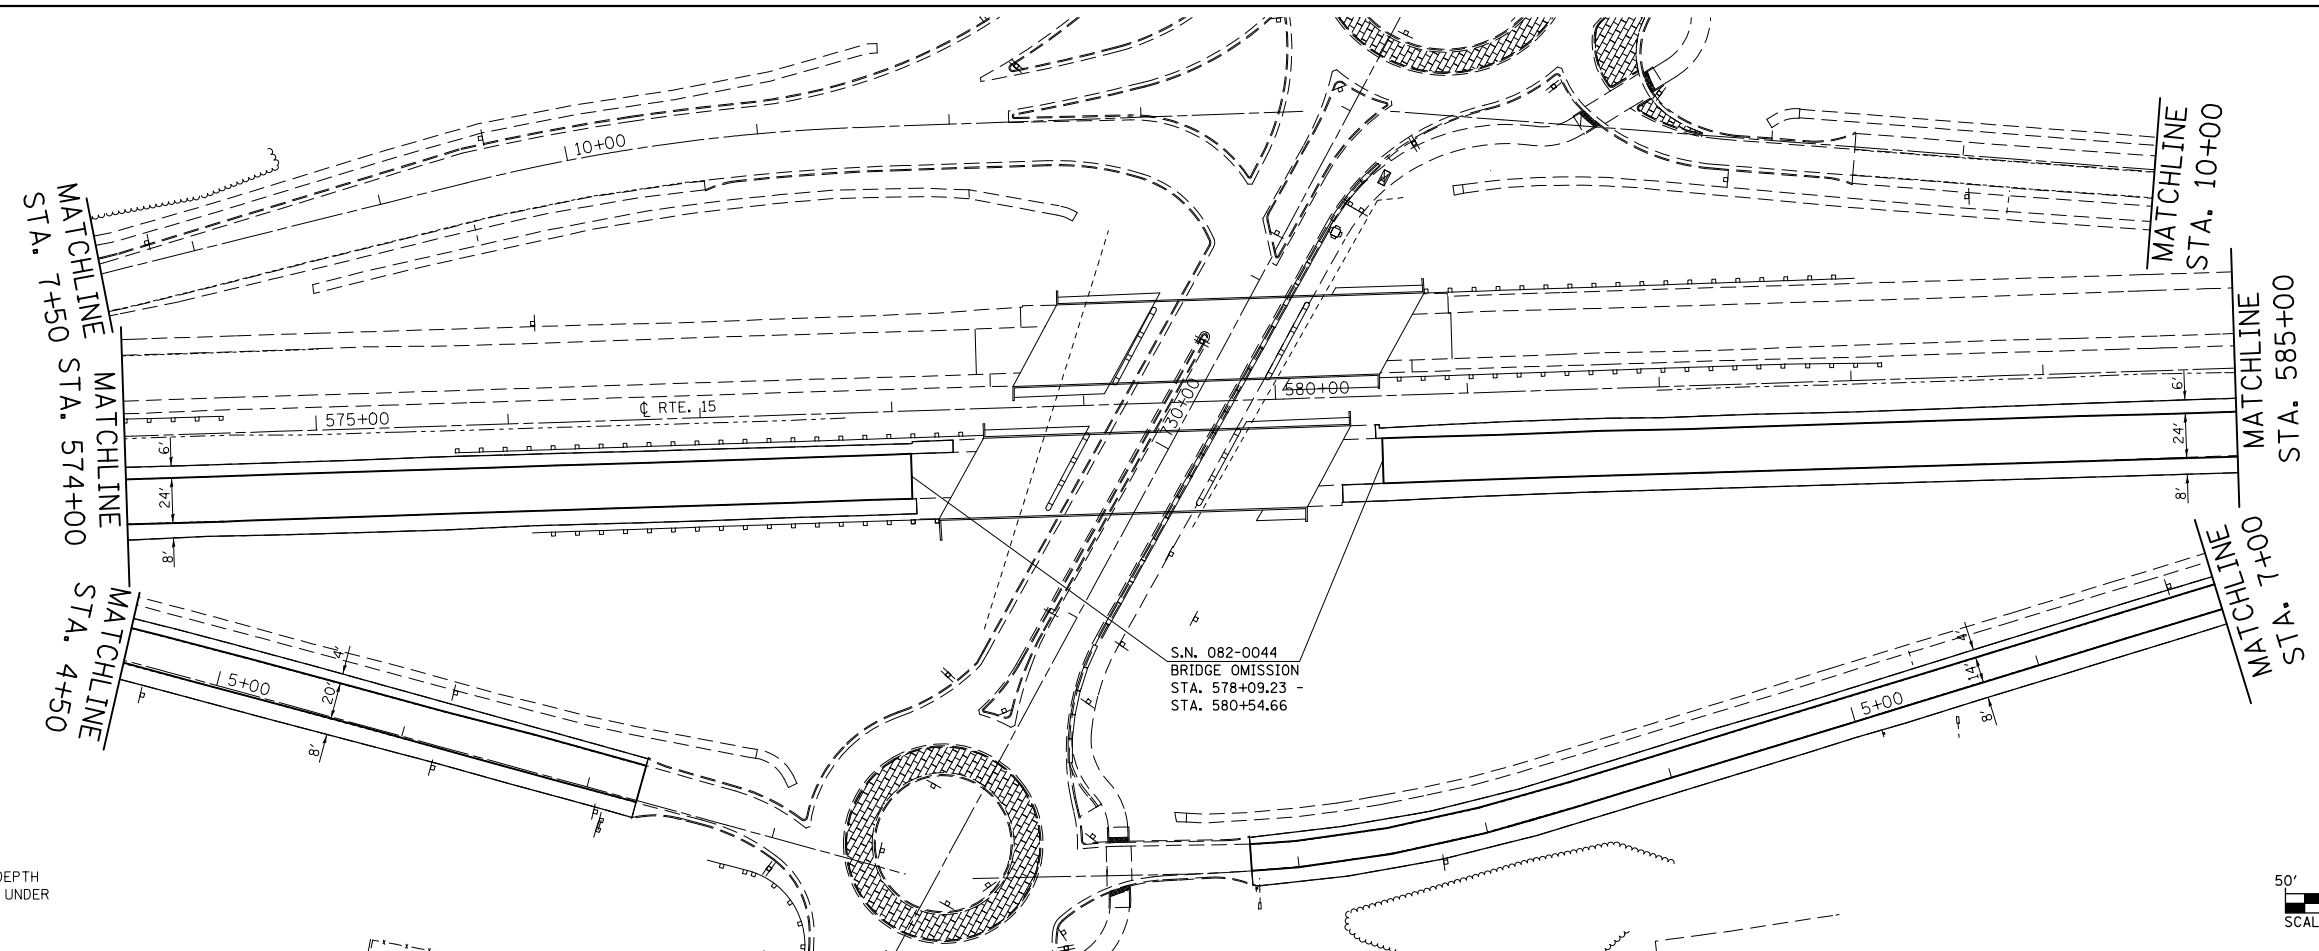 10+00
MATCHLINE
STA. 10+00
MATCHLINE
STA. 7+50
MATCHLINE
STA. 585+00
MATCHLINE
STA. 574+00
575+00
℄ RTE. 15
580+00
730+00
6'
24'
8'
6'
24'
8'
MATCHLINE
STA. 4+50
MATCHLINE
STA. 7+00
S.N. 082-0044
BRIDGE OMISSION
STA. 578+09.23 -
STA. 580+54.66
4'
5+00
20'
8'
4'
14'
5+00
8'
DEPTH
UNDER
50'
SCAL